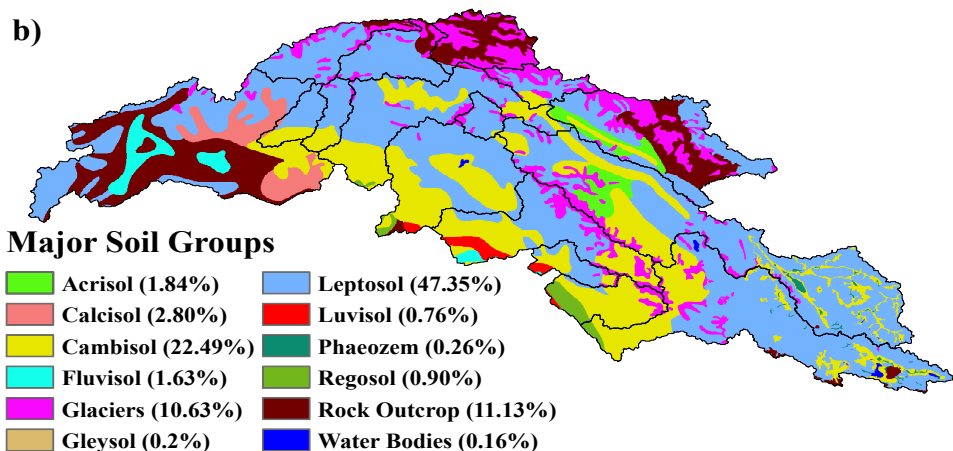 b)
Major Soil Groups
Acrisol (1.84%)
Calcisol (2.80%)
Cambisol (22.49%)
Fluvisol (1.63%)
Glaciers (10.63%)
Gleysol (0.2%)
Leptosol (47.35%)
Luvisol (0.76%)
Phaeozem (0.26%)
Regosol (0.90%)
Rock Outcrop (11.13%)
Water Bodies (0.16%)